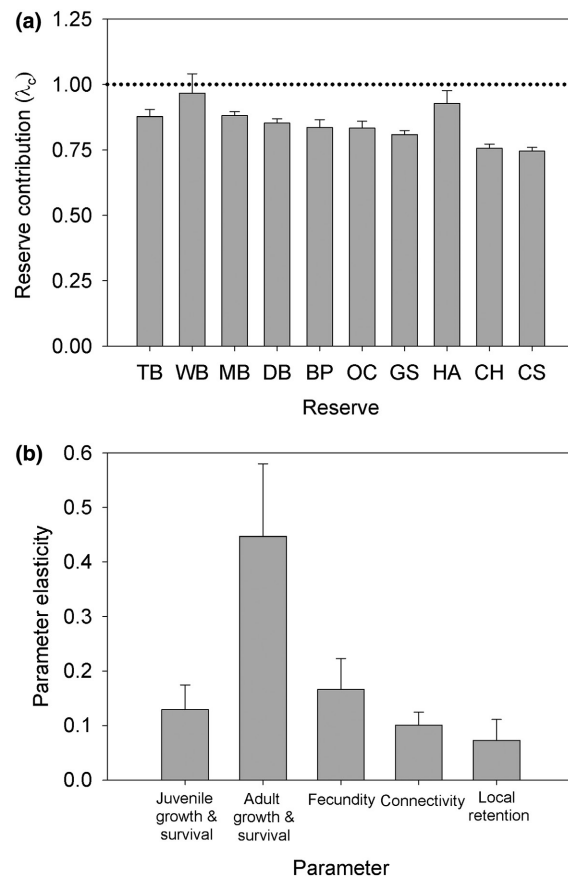 (a)
Reserve contribution (λc)
1.25
1.00
0.75
0.50
0.25
0.00
TB WB MB DB BP OC GS HA CH CS
Reserve
(b)
Parameter elasticity
0.6
0.5
0.4
0.3
0.2
0.1
0.0
Juvenile growth & survival
Adult growth & survival
Fecundity
Connectivity
Local retention
Parameter